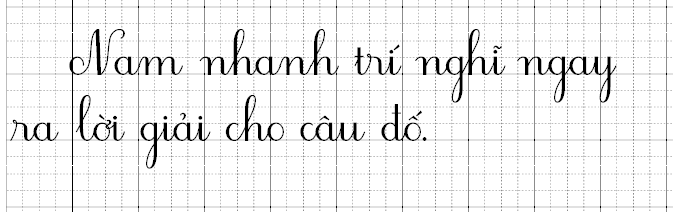 Nam nhanh trí nghĩ ngay
ra lời giải cho câu đố.